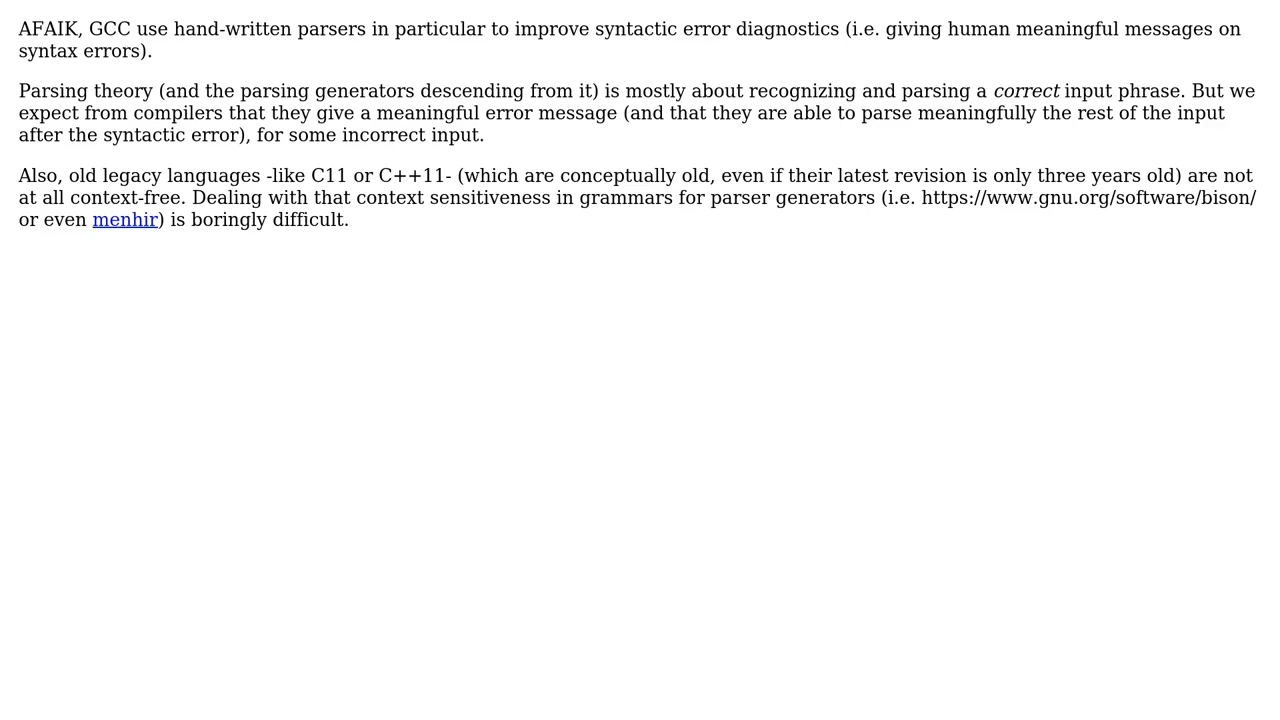 AFAIK, GCC use hand-written parsers in particular to improve syntactic error diagnostics (i.e. giving human meaningful messages on
syntax errors).
Parsing theory (and the parsing generators descending from it) is mostly about recognizing and parsing a correct input phrase. But we
expect from compilers that they give a meaningful error message (and that they are able to parse meaningfully the rest of the input
after the syntactic error), for some incorrect input.
Also, old legacy languages -like C11 or C++11- (which are conceptually old, even if their latest revision is only three years old) are not
at all context-free. Dealing with that context sensitiveness in grammars for parser generators (i.e. https://www.gnu.org/software/bison/
or even menhir) is boringly difficult.